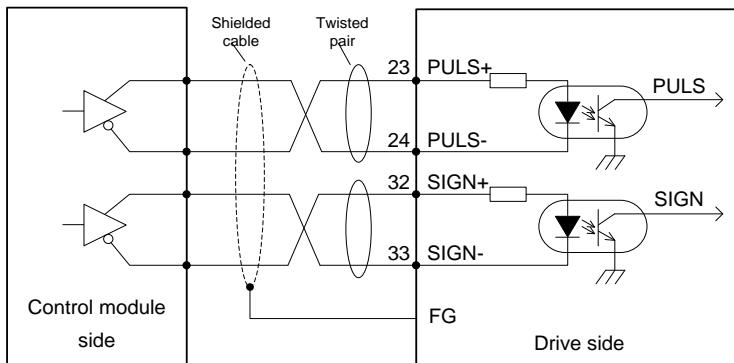 Shielded
cable
Twisted
pair
23 PULS+
PULS
24 PULS-
32 SIGN+
SIGN
33 SIGN-
FG
Control module
side
Drive side